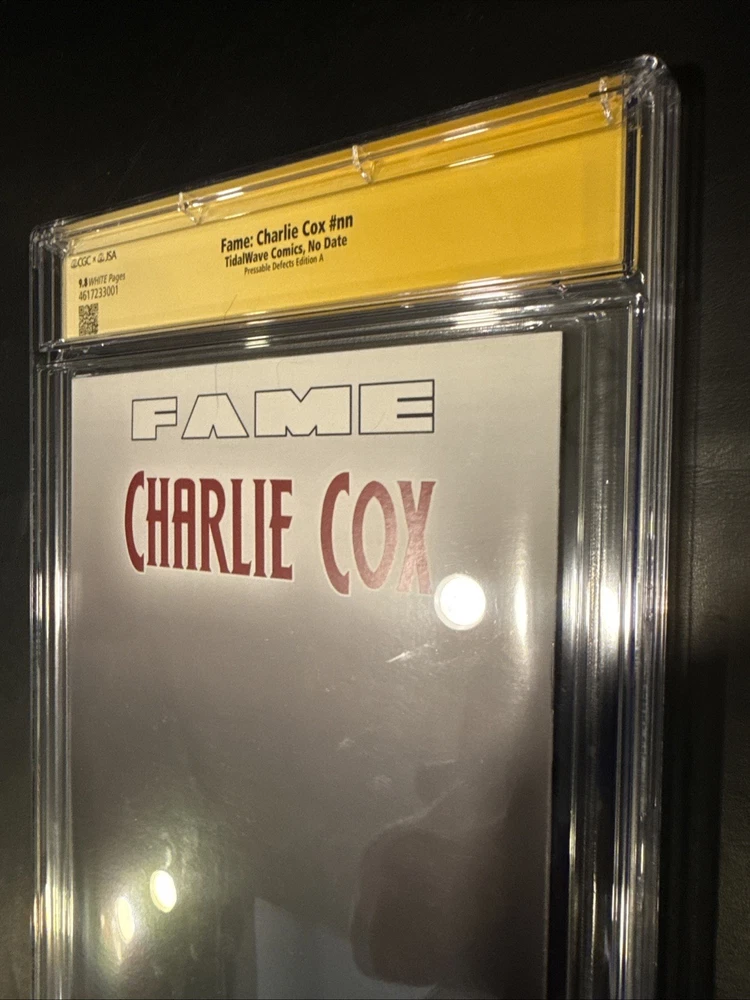 CGC × JSA
9.8 WHITE Pages
4617233001
Fame: Charlie Cox #nn
TidalWave Comics, No Date
Pressable Defects Edition A
FAME
CHARLIE COX